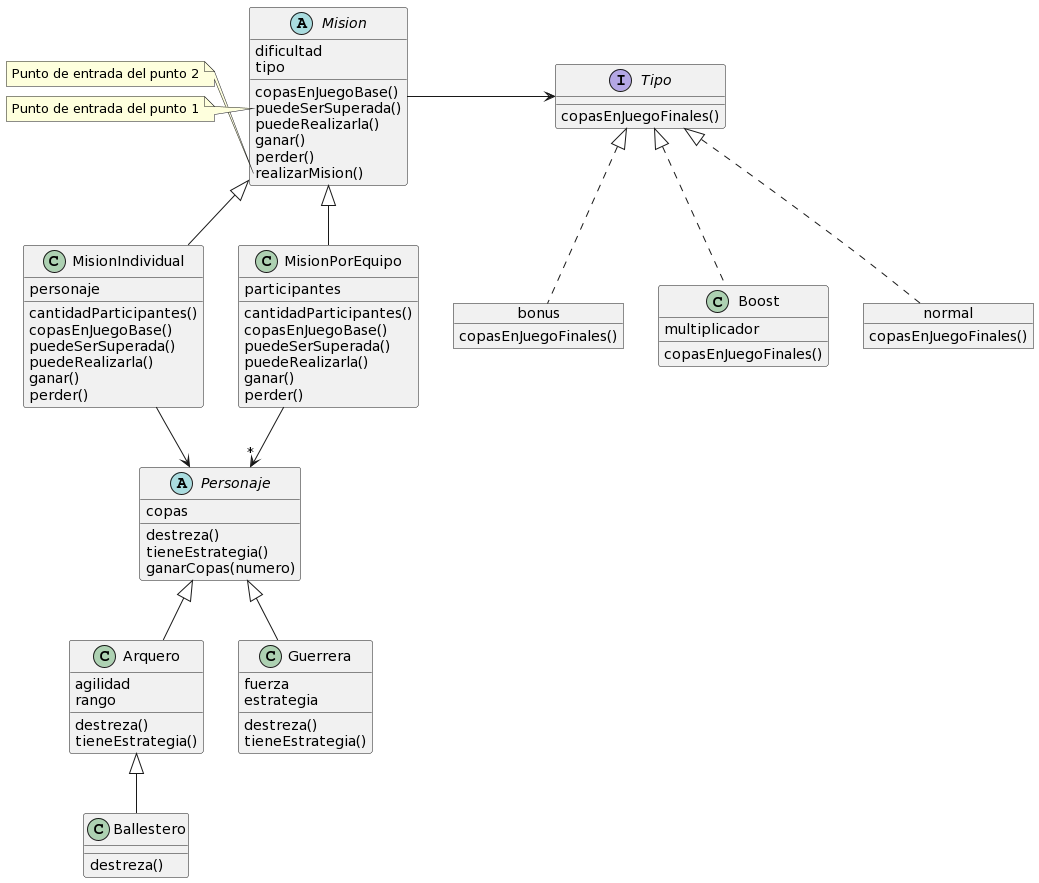 A Mision
dificultad
tipo
copasEnJuegoBase()
puedeSerSuperada()
puedeRealizarla()
ganar()
perder()
realizarMision()
Punto de entrada del punto 2
Punto de entrada del punto 1
I Tipo
copasEnJuegoFinales()
C MisionIndividual
personaje
cantidadParticipantes()
copasEnJuegoBase()
puedeSerSuperada()
puedeRealizarla()
ganar()
perder()
C MisionPorEquipo
participantes
cantidadParticipantes()
copasEnJuegoBase()
puedeSerSuperada()
puedeRealizarla()
ganar()
perder()
bonus
copasEnJuegoFinales()
C Boost
multiplicador
copasEnJuegoFinales()
normal
copasEnJuegoFinales()
*
A Personaje
copas
destreza()
tieneEstrategia()
ganarCopas(numero)
C Arquero
agilidad
rango
destreza()
tieneEstrategia()
C Guerrera
fuerza
estrategia
destreza()
tieneEstrategia()
C Ballestero
destreza()